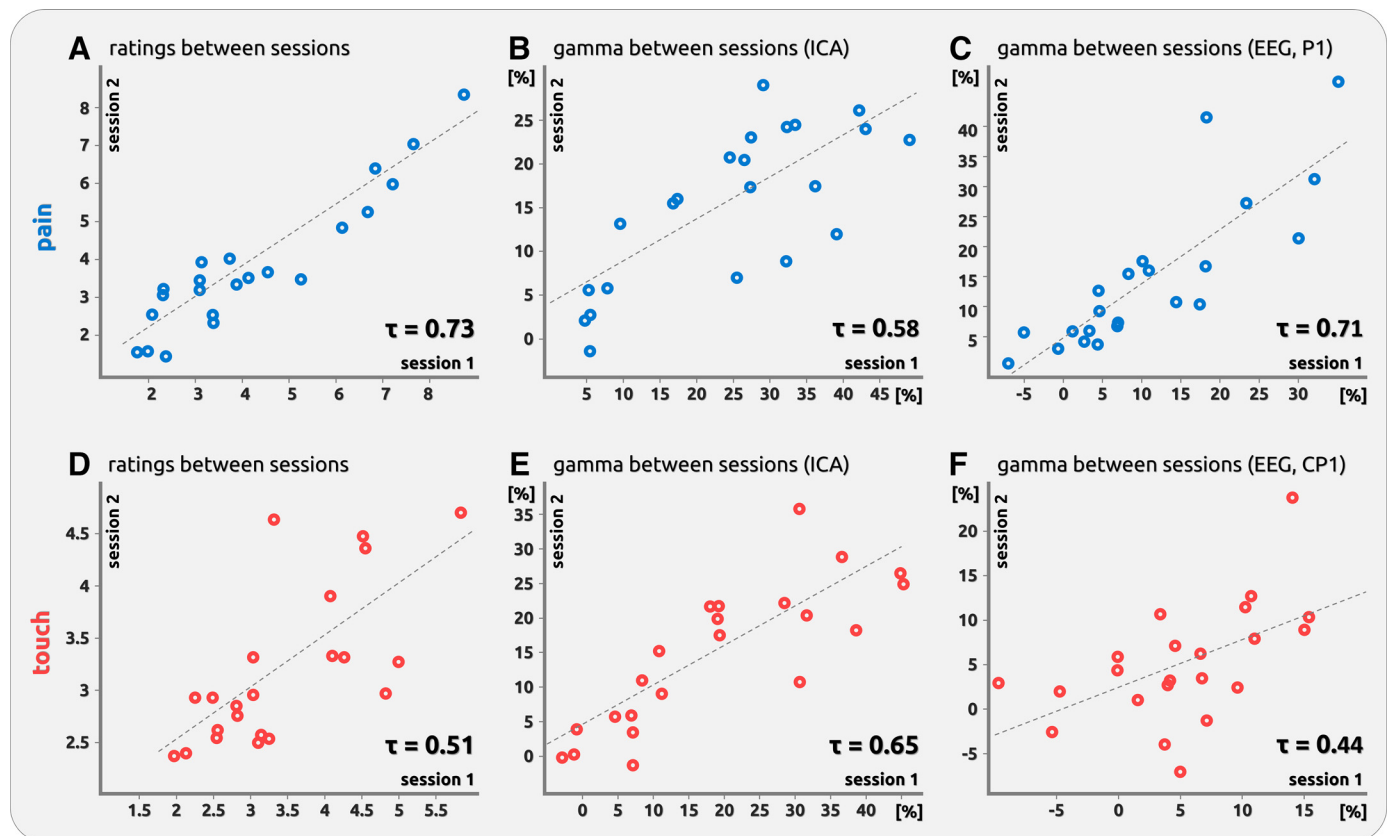 A ratings between sessions
session 2
8
7
6
5
4
3
2
τ = 0.73
session 1
2 3 4 5 6 7 8
B gamma between sessions (ICA)
[%]
session 2
25
20
15
10
5
0
τ = 0.58
session 1
5 10 15 20 25 30 35 40 45 [%]
C gamma between sessions (EEG, P1)
[%]
session 2
40
35
30
25
20
15
10
5
τ = 0.71
session 1
-5 0 5 10 15 20 25 30 [%]
pain
D ratings between sessions
session 2
4.5
4
3.5
3
2.5
τ = 0.51
session 1
1.5 2 2.5 3 3.5 4 4.5 5 5.5
E gamma between sessions (ICA)
[%]
session 2
35
30
25
20
15
10
5
0
τ = 0.65
session 1
0 5 10 15 20 25 30 35 40 [%]
F gamma between sessions (EEG, CP1)
[%]
session 2
20
15
10
5
0
-5
τ = 0.44
session 1
-5 0 5 10 15 [%]
touch